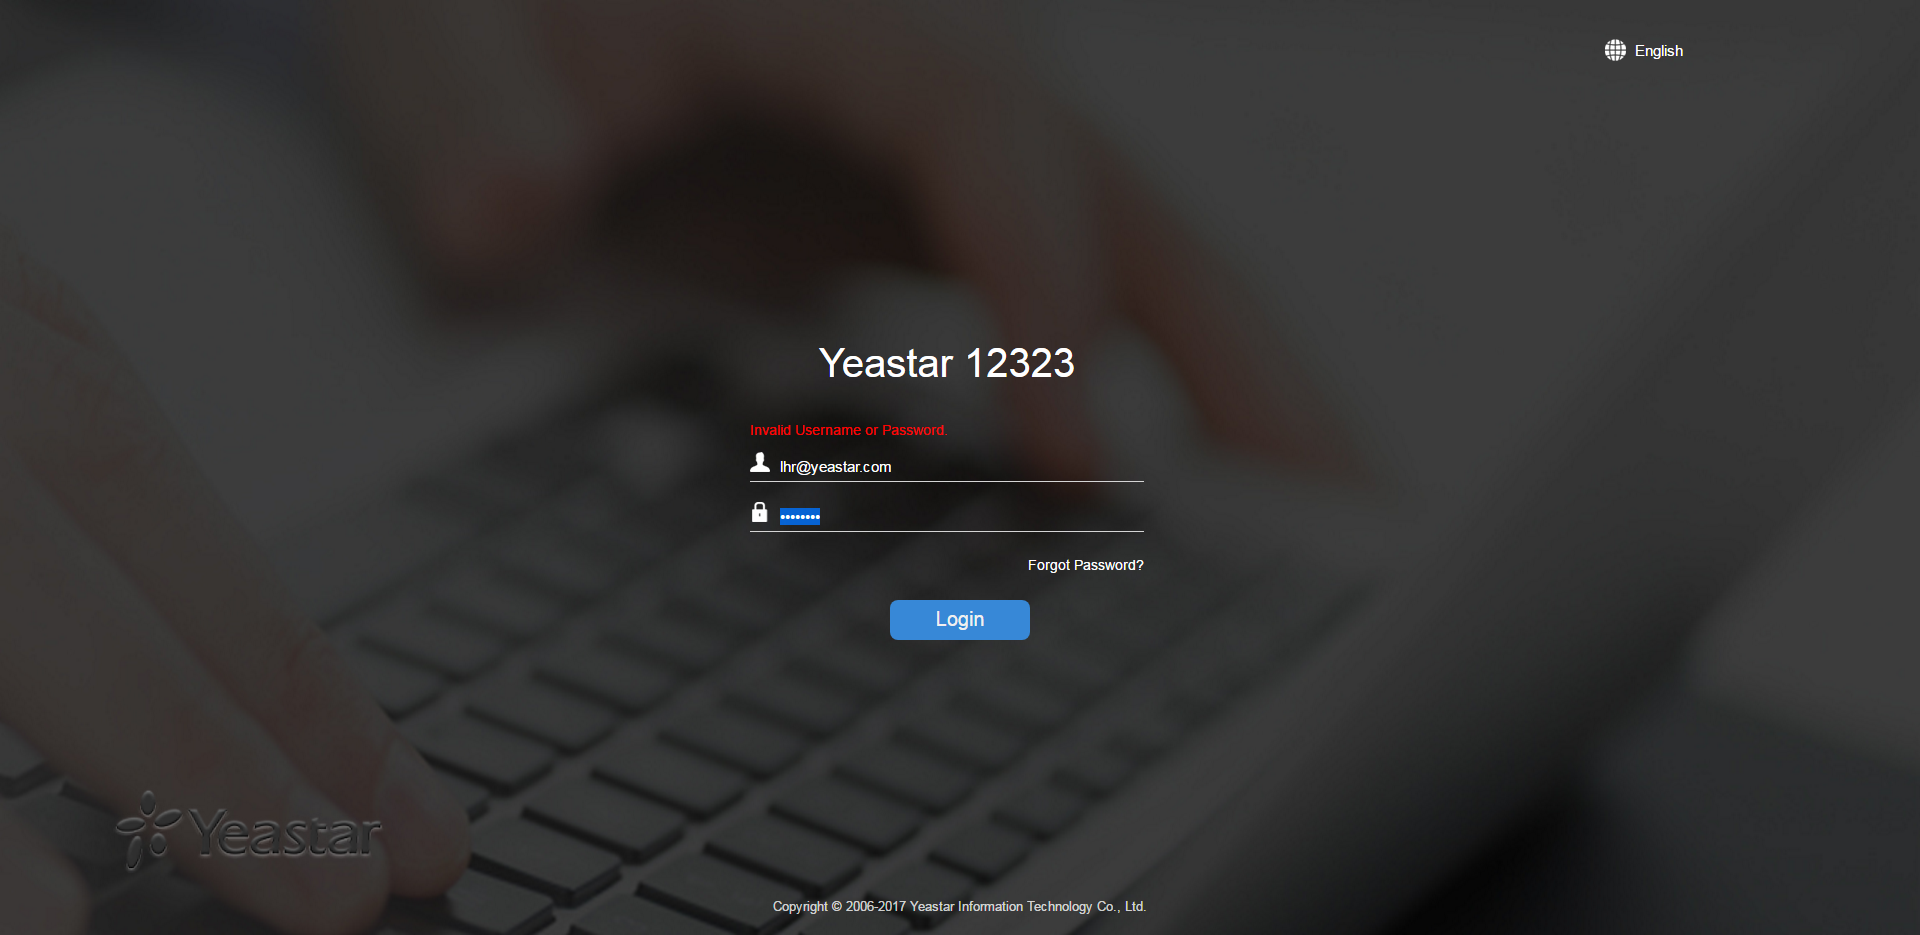 English
Yeastar 12323
Invalid Username or Password.
lhr@yeastar.com
••••••••
Forgot Password?
Login
Yeastar
Copyright © 2006-2017 Yeastar Information Technology Co., Ltd.